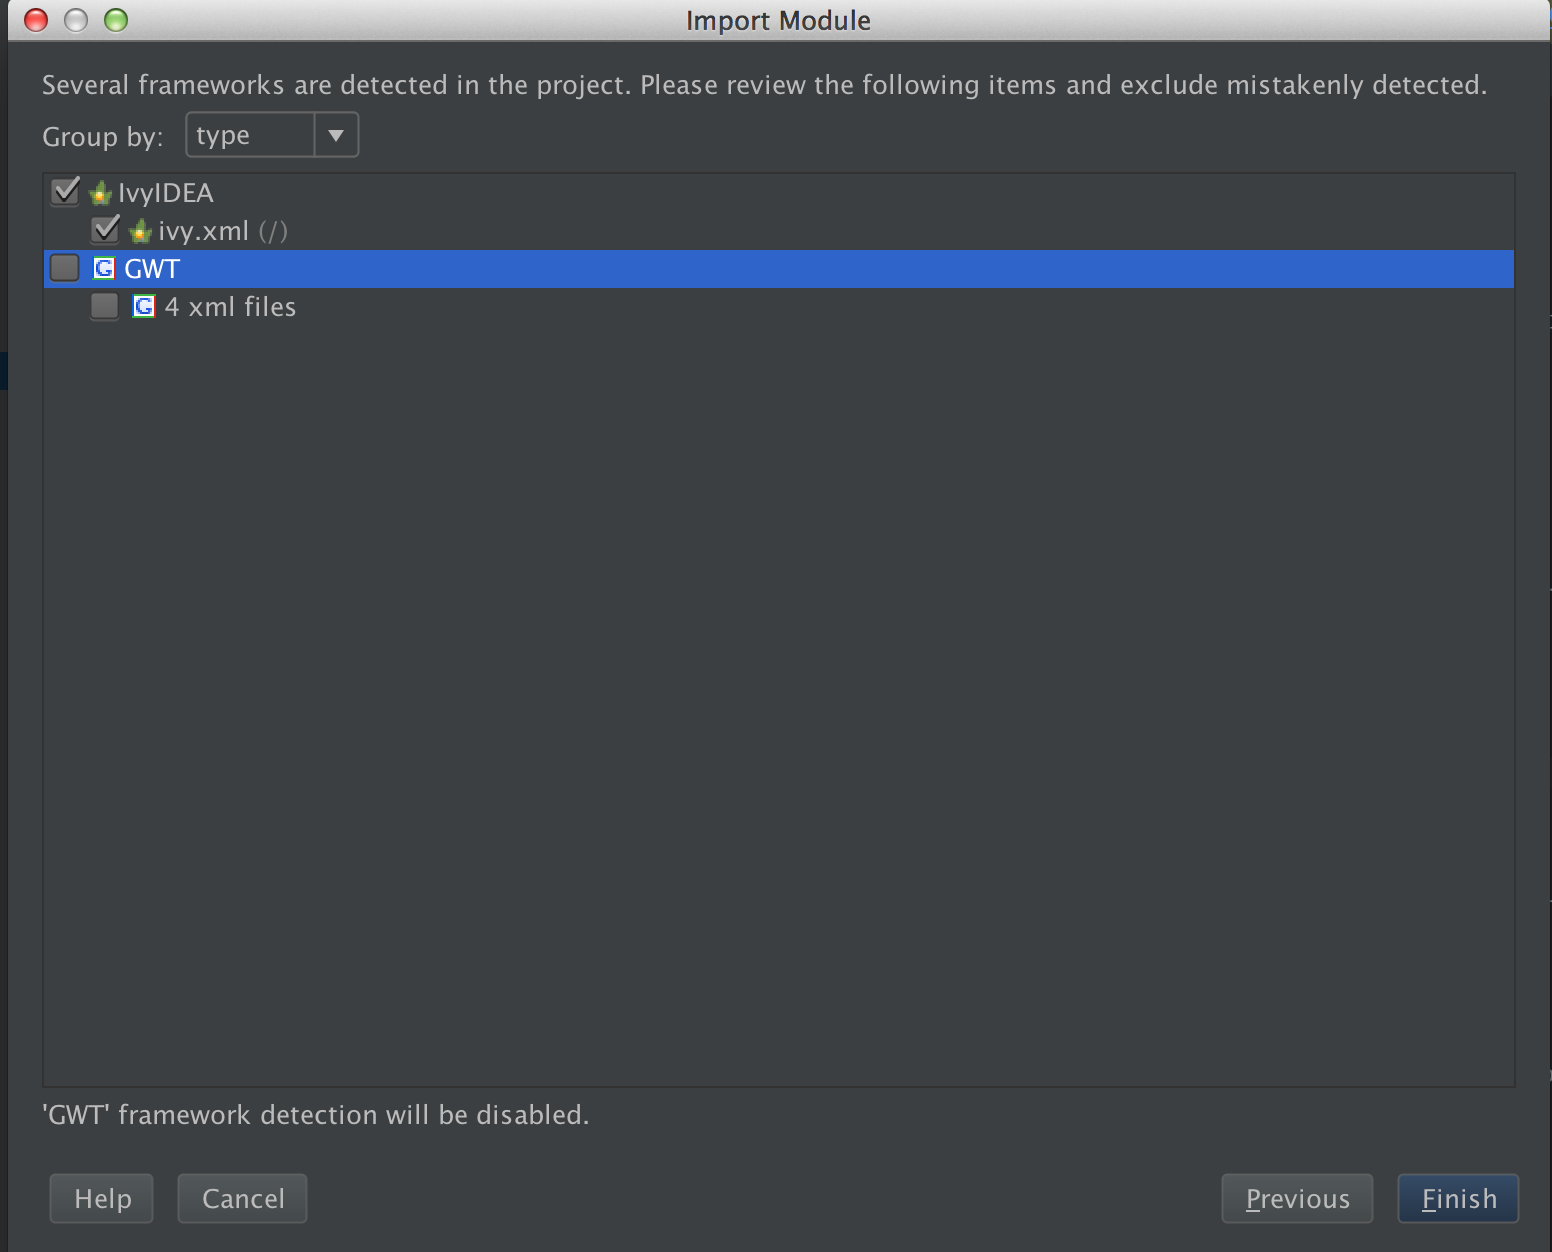 Import Module
Several frameworks are detected in the project. Please review the following items and exclude mistakenly detected.
Group by: type
IvyIDEA
ivy.xml (/)
GWT
4 xml files
'GWT' framework detection will be disabled.
Help Cancel Previous Finish